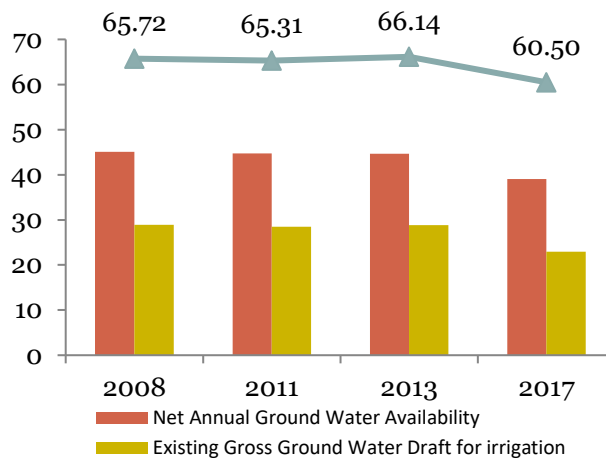 65.72 65.31 66.14 60.50
70
60
50
40
30
20
10
0
2008 2011 2013 2017
Net Annual Ground Water Availability
Existing Gross Ground Water Draft for irrigation